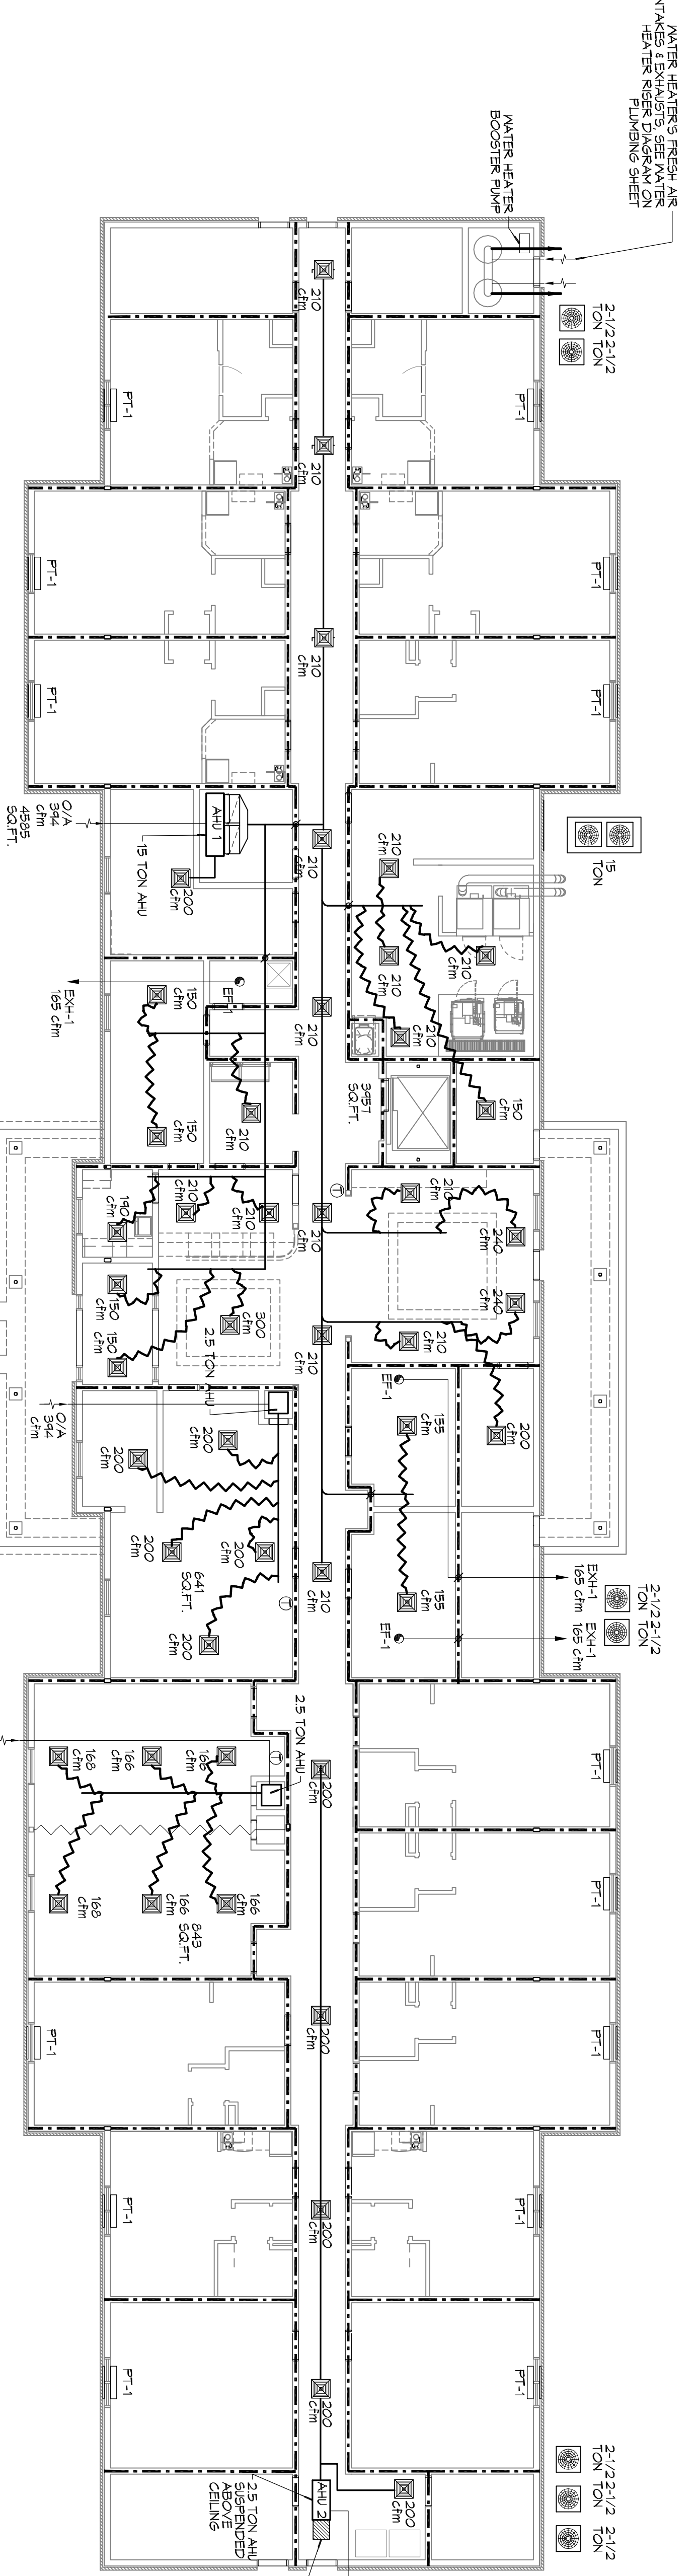 WATER HEATER'S FRESH AIR
NTAKES & EXHAUSTS, SEE WATER
HEATER RISER DIAGRAM ON
PLUMBING SHEET
WATER HEATER
BOOSTER PUMP
2-1/2 2-1/2
TON TON
210
cfm
PT-1
PT-1
210
cfm
PT-1
PT-1
210
cfm
PT-1
PT-1
15
TON
AHU 1
15 TON AHU
O/A
394
cfm
4585
SQ.FT.
200
cfm
210
cfm
210
cfm
210
cfm
210
cfm
210
cfm
150
cfm
3957
SQ.FT.
EF-1
EXH-1
165 cfm
150
cfm
150
cfm
210
cfm
210
cfm
T
210
cfm
240
cfm
240
cfm
210
cfm
200
cfm
210
cfm
210
cfm
190
cfm
210
cfm
150
cfm
150
cfm
300
cfm
210
cfm
2.5 TON AHU
O/A
394
cfm
200
cfm
200
cfm
200
cfm
200
cfm
200
cfm
641
SQ.FT.
T
210
cfm
EF-1
155
cfm
155
cfm
EF-1
EXH-1
165 cfm
EXH-1
165 cfm
2-1/2 2-1/2
TON TON
2.5 TON AHU
T
168
cfm
166
cfm
166
cfm
168
cfm
166
cfm
166
cfm
843
SQ.FT.
200
cfm
PT-1
PT-1
PT-1
PT-1
200
cfm
PT-1
PT-1
200
cfm
PT-1
PT-1
200
cfm
200
cfm
AHU 2
2.5 TON AHU
SUSPENDED
ABOVE
CEILING
2-1/2 2-1/2 2-1/2
TON TON TON